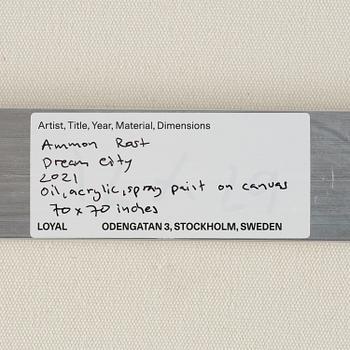 Artist, Title, Year, Material, Dimensions
Ammon Rost
Dream City
2021
Oil, acrylic, spray paint on canvas
70 x 70 inches
LOYAL ODENGATAN 3, STOCKHOLM, SWEDEN